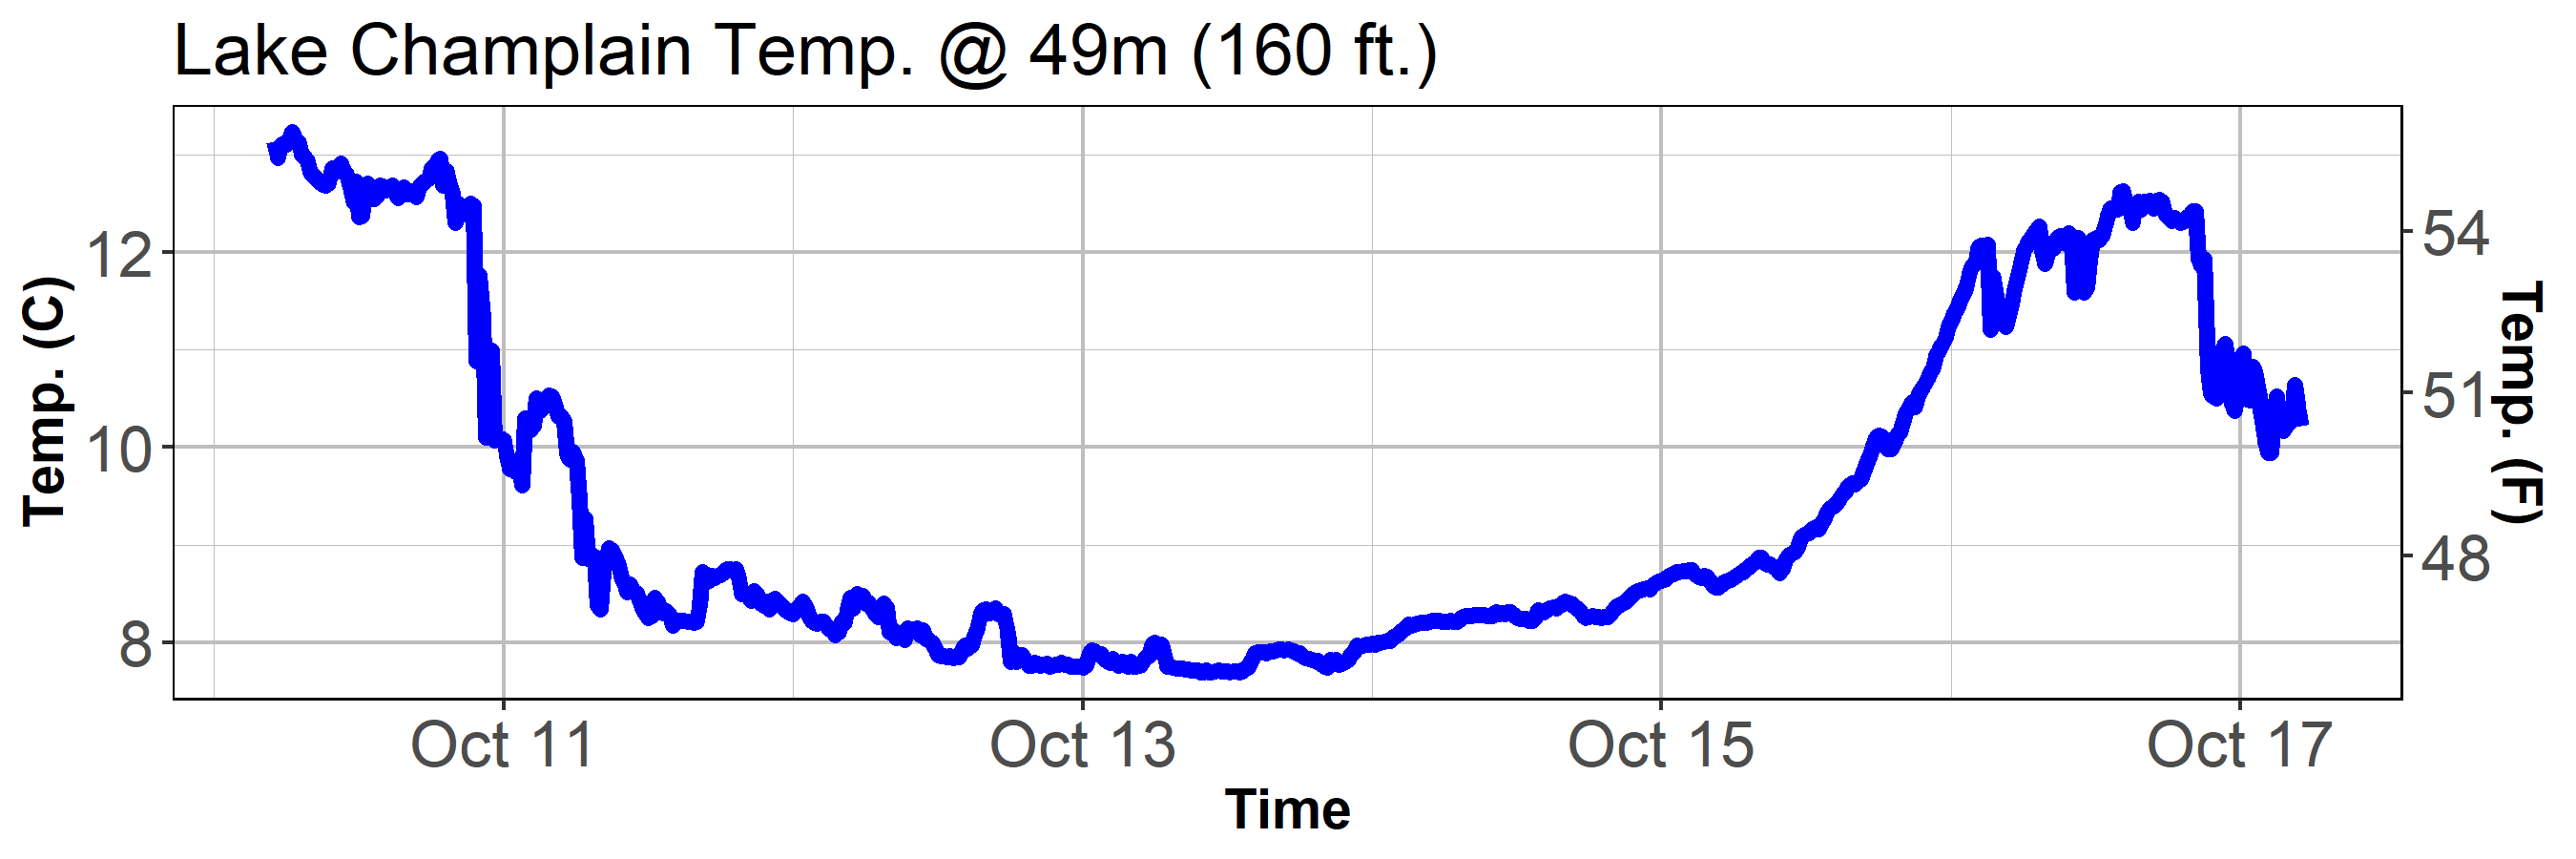 Lake Champlain Temp. @ 49m (160 ft.)
Temp. (C)
12
10
8
54
51
48
Temp. (F)
Oct 11
Oct 13
Oct 15
Oct 17
Time